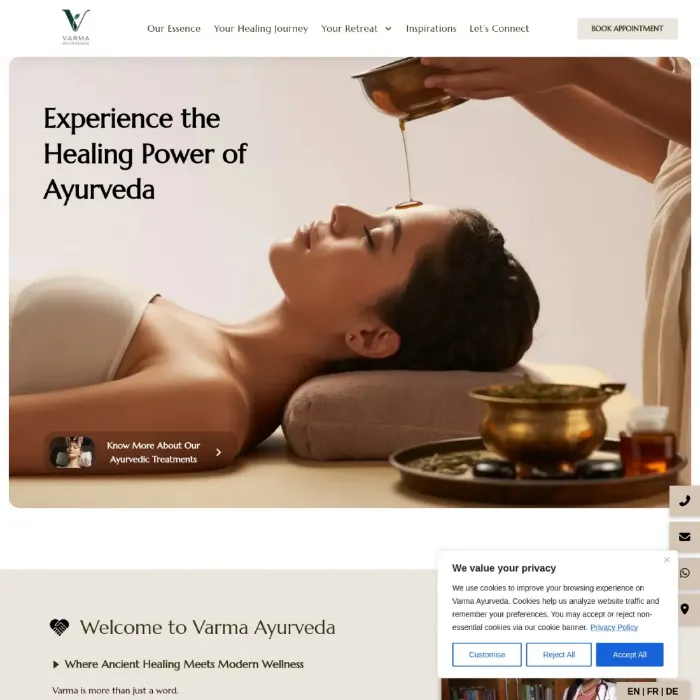 VARMA
AYURVEDA
Our Essence
Your Healing Journey
Your Retreat
Inspirations
Let's Connect
BOOK APPOINTMENT
Experience the
Healing Power of
Ayurveda
Know More About Our
Ayurvedic Treatments
We value your privacy
We use cookies to improve your browsing experience on
Varma Ayurveda. Cookies help us analyze website traffic and
remember your preferences. You may accept or reject non-
essential cookies via our cookie banner. Privacy Policy
Customise
Reject All
Accept All
Welcome to Varma Ayurveda
Where Ancient Healing Meets Modern Wellness
Varma is more than just a word.
EN | FR | DE